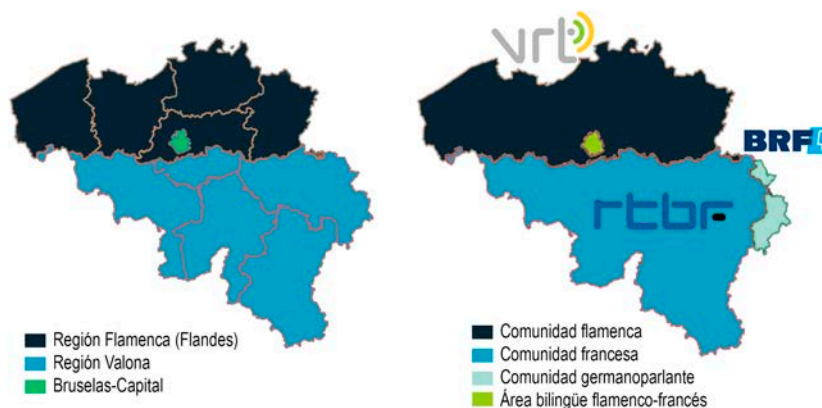 vrt
BRF
rtbf
Región Flamenca (Flandes)
Región Valona
Bruselas-Capital
Comunidad flamenca
Comunidad francesa
Comunidad germanoparlante
Área bilingüe flamenco-francés